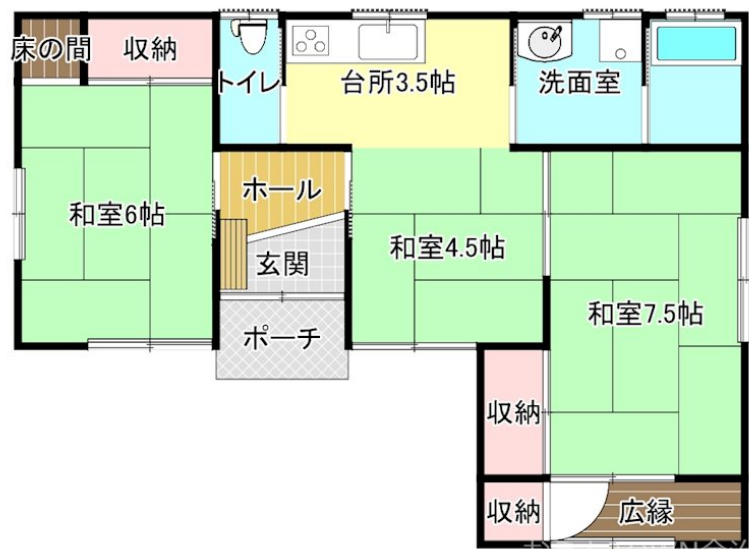 床の間
収納
トイレ
台所3.5帖
洗面室
和室6帖
ホール
玄関
ポーチ
和室4.5帖
和室7.5帖
収納
収納
広縁